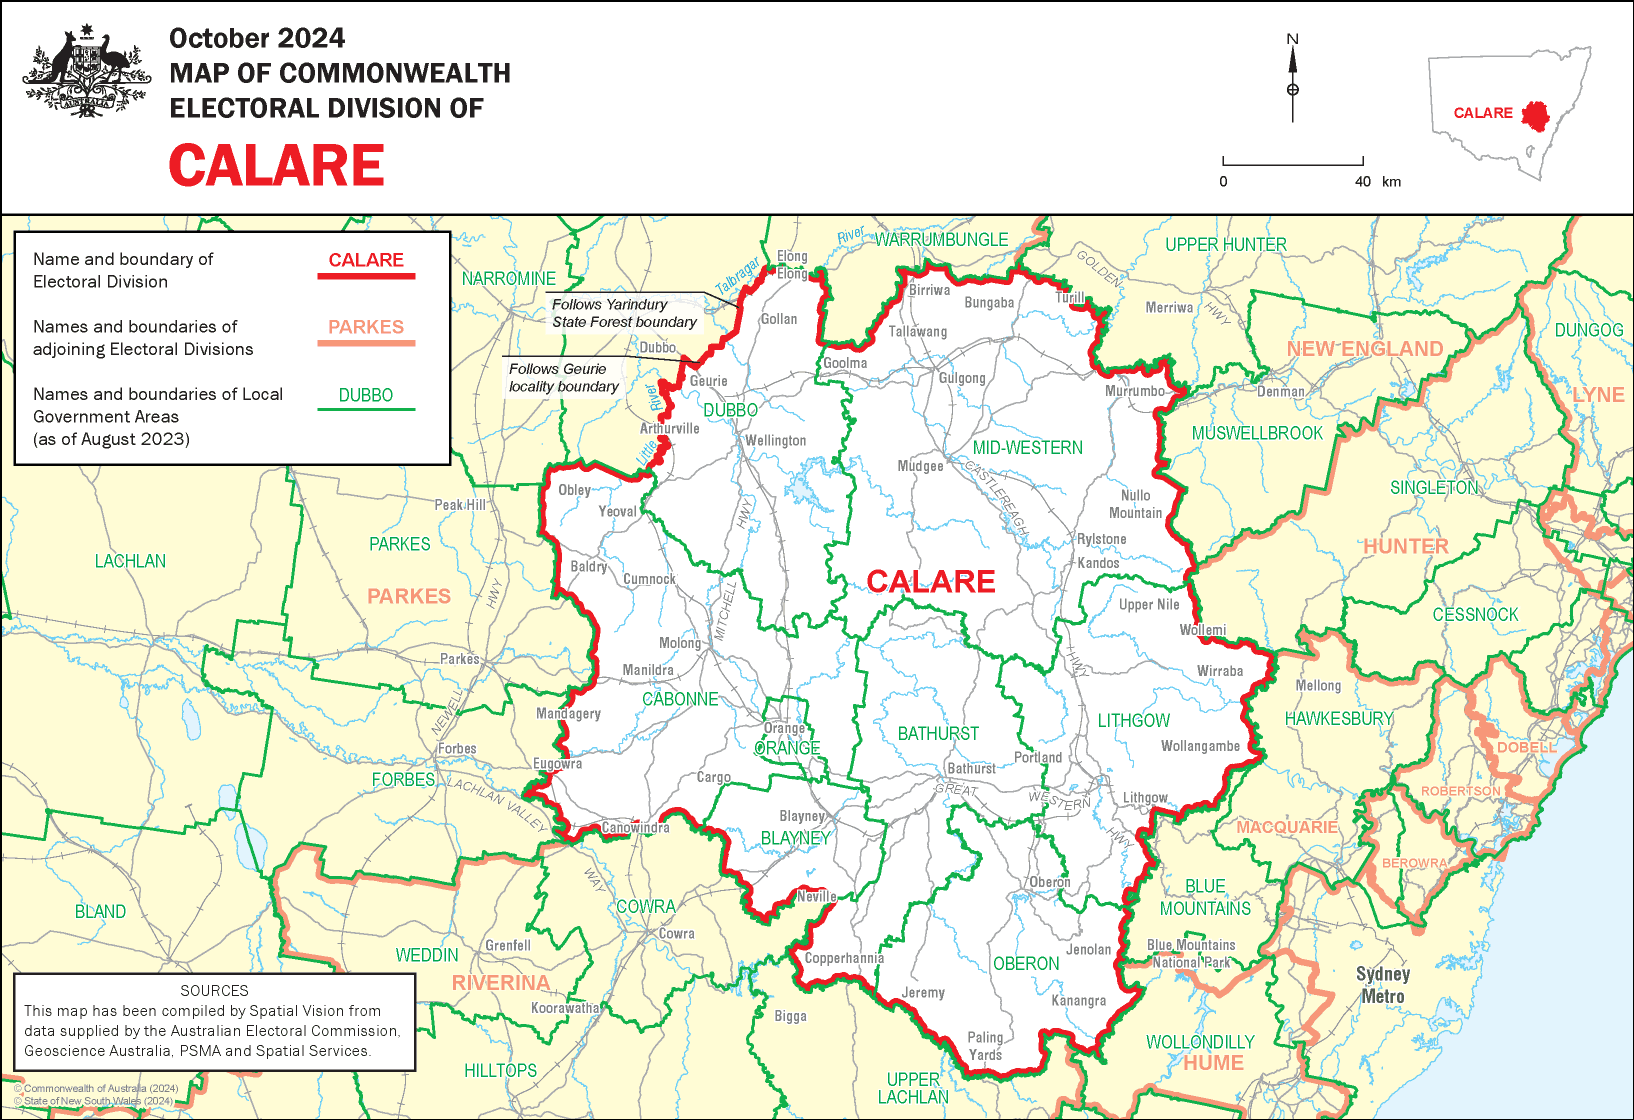 October 2024
MAP OF COMMONWEALTH
ELECTORAL DIVISION OF
CALARE
AUSTRALIA
N
0 40 km
CALARE
Name and boundary of
Electoral Division
CALARE
Names and boundaries of
adjoining Electoral Divisions
PARKES
Names and boundaries of Local
Government Areas
(as of August 2023)
DUBBO
Follows Yarindury
State Forest boundary
Follows Geurie
locality boundary
NARROMINE
Talbragar
River
Elong
Elong
WARRUMBUNGLE
GOLDEN
HWY
UPPER HUNTER
Merriwa
Turill
Birriwa
Bungaba
Gollan
Tallawang
Dubbo
Goolma
Gulgong
Geurie
DUBBO
Murrumbo
Denman
NEW ENGLAND
DUNGOG
LYNE
Little
River
Arthurville
Wellington
MID-WESTERN
Mudgee
CASTLEREAGH
HWY
MUSWELLBROOK
SINGLETON
Obley
Yeoval
Peak Hill
HWY
Nullo
Mountain
LACHLAN
PARKES
PARKES
HWY
Baldry
Cumnock
MITCHELL
CALARE
Rylstone
Kandos
HUNTER
Upper Nile
CESSNOCK
Wollemi
Molong
Parkes
Manildra
Wirraba
Mellong
CABONNE
NEWELL
Mandagery
Orange
ORANGE
BATHURST
LITHGOW
HAWKESBURY
Wollangambe
DOBELL
Forbes
FORBES
Eugowra
Cargo
Bathurst
Portland
ROBERTSON
LACHLAN VALLEY
WAY
GREAT
WESTERN
HWY
Lithgow
Canowindra
Blayney
BLAYNEY
MACQUARIE
BEROWRA
Oberon
BLUE
MOUNTAINS
Neville
BLAND
COWRA
Cowra
WEDDIN
Grenfell
RIVERINA
Koorawatha
Copperhannia
Jenolan
OBERON
Blue Mountains
National Park
Jeremy
Kanangra
Sydney
Metro
Bigga
Paling
Yards
WOLLONDILLY
HUME
HILLTOPS
UPPER
LACHLAN
SOURCES
This map has been compiled by Spatial Vision from
data supplied by the Australian Electoral Commission,
Geoscience Australia, PSMA and Spatial Services.
© Commonwealth of Australia (2024)
© State of New South Wales (2024)